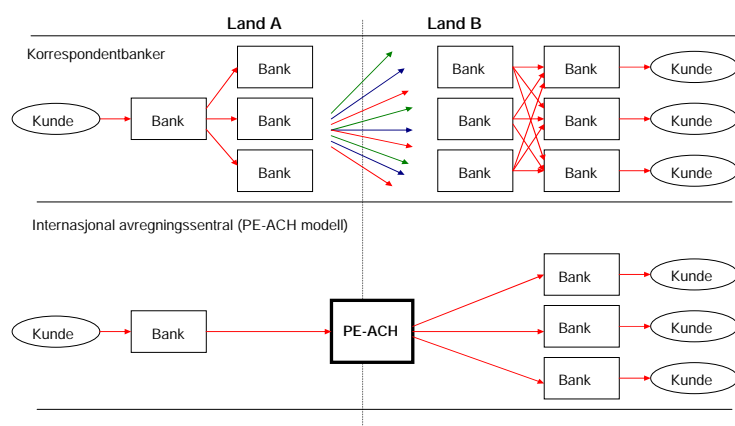 Land A
Land B
Korrespondentbanker
Bank
Bank
Bank
Kunde
Kunde
Bank
Bank
Bank
Bank
Kunde
Bank
Bank
Bank
Kunde
Internasjonal avregningssentral (PE-ACH modell)
Bank
Kunde
Kunde
Bank
PE-ACH
Bank
Kunde
Bank
Kunde